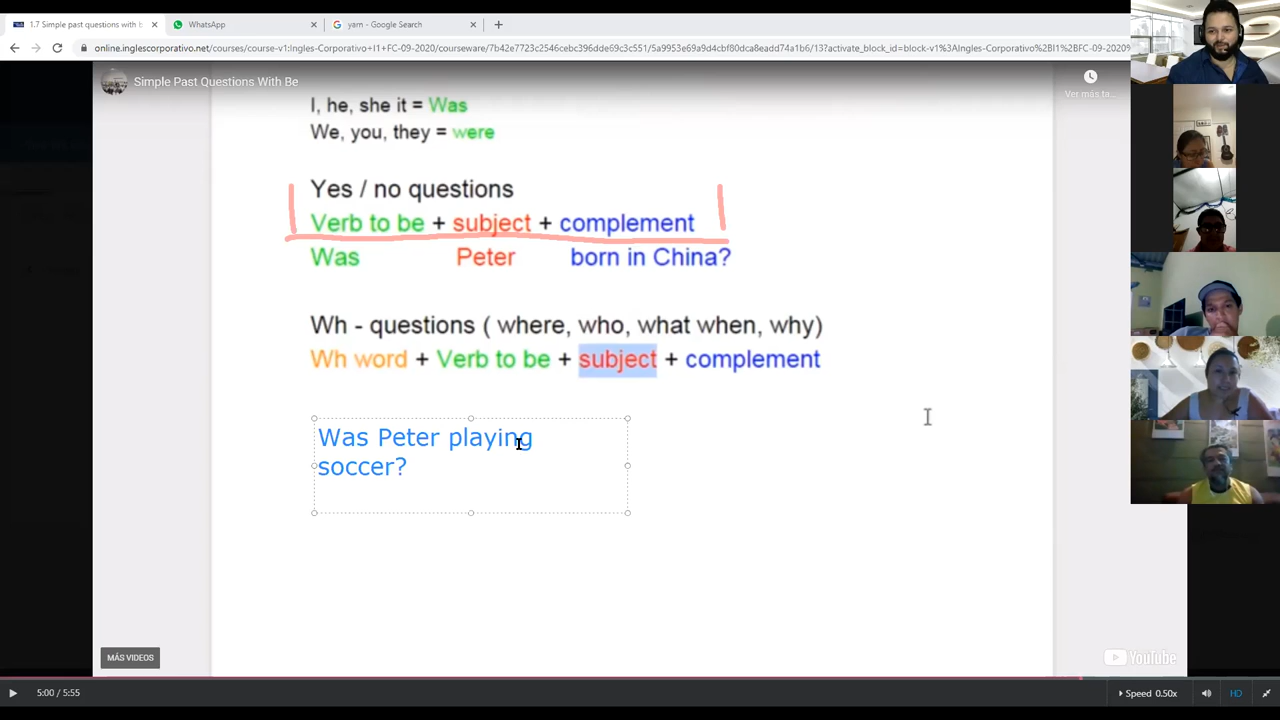 1.7 Simple past questions with b
WhatsApp
yarn - Google Search
online.inglescorporativo.net/courses/course-v1:Ingles-Corporativo+I1+FC-09-2020/courseware/7b42e7723c2546cebc396dde69c3c551/5a9953e69a9d4cbf80dca8eadd74a1b6/13?activate_block_id=block-v1%3AIngles-Corporativo%2BI1%2BFC-09-2020%
Simple Past Questions With Be
Ver más ta...
I, he, she it = Was
We, you, they = were
Yes / no questions
Verb to be + subject + complement
Was Peter born in China?
Wh - questions ( where, who, what when, why)
Wh word + Verb to be + subject + complement
Was Peter playing
soccer?
MÁS VIDEOS
YouTube
5:00 / 5:55
Speed 0.50x
HD